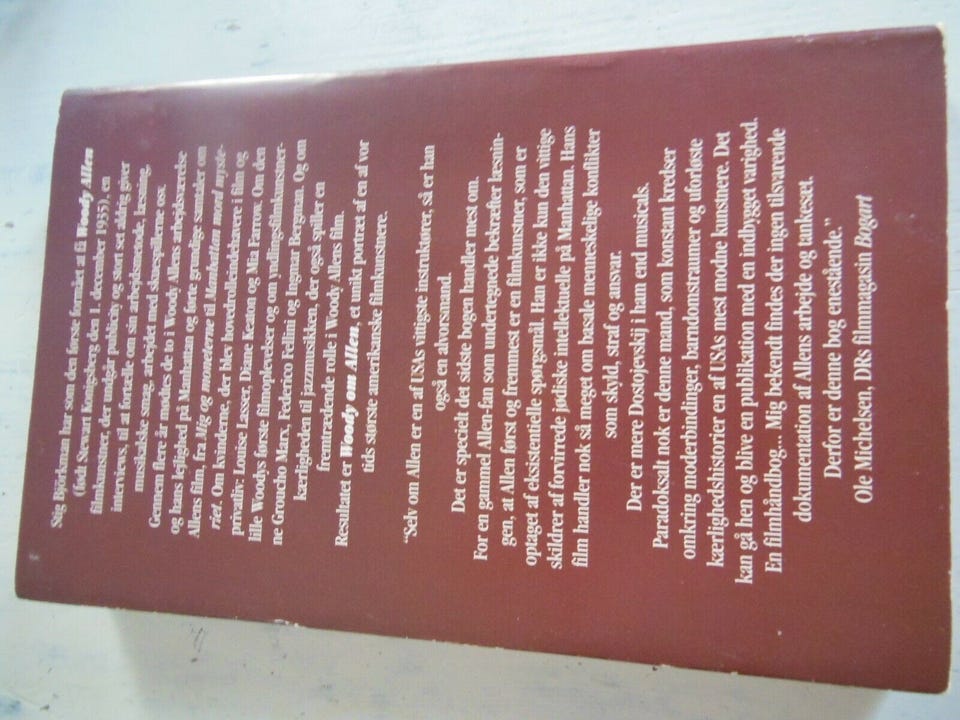 Stig Björkman har som den første formået at få Woody Allen
(født Stewart Kongsberg den 1. december 1935), en
filmkunstner, der undgår publicity og stort set aldrig giver
interviews, til at fortælle om sin arbejdsmetode, læsning,
musikalske smag, arbejdet med skuespillerne osv.
Gennem flere år mødtes de to i Woody Allens arbejdsværelse
og hans lejlighed på Manhattan og førte grundige samtaler om
Allens film, fra Mig og monneterne til Manhattan mord myste-
riet. Om kvinderne, der blev hovedrolleindehavere i film og
privatliv: Louise Lasser, Diane Keaton og Mia Farrow. Om den
lille Woodys første filmoplevelser og om yndlingsfilmkunstner-
ne Groucho Marx, Federico Fellini og Ingmar Bergman. Og om
kærligheden til jazzmusikken, der også spiller en
fremtrædende rolle i Woody Allens film.
Resultatet er Woody om Allen, et unikt portræt af en af vor
tids største amerikanske filmkunstnere.
"Selv om Allen er en af USAs vittigste instruktører, så er han
også en alvorsmand.
Det er specielt det sidste bogen handler mest om.
For en gammel Allen-fan som undertegnede bekræfter læsnin-
gen, at Allen først og fremmest er en filmkunstner, som er
optaget af eksistentielle spørgsmål. Han er ikke kun den vittige
skildrer af forvirrede jødiske intellektuelle på Manhattan. Hans
film handler nok så meget om basale menneskelige konflikter
som skyld, straf og ansvar.
Der er mere Dostojevskij i ham end musicals.
Paradoksalt nok er denne mand, som konstant kredser
omkring moderbindinger, barndomstraumer og uforløste
kærlighedshistorier en af USAs mest modne kunstnere. Det
kan gå hen og blive en publikation med en indbygget varighed.
En filmhåndbog... Mig bekendt findes der ingen tilsvarende
dokumentation af Allens arbejde og tankesæt.
Derfor er denne bog enestående."
Ole Michelsen, DRs filmmagasin Bogart